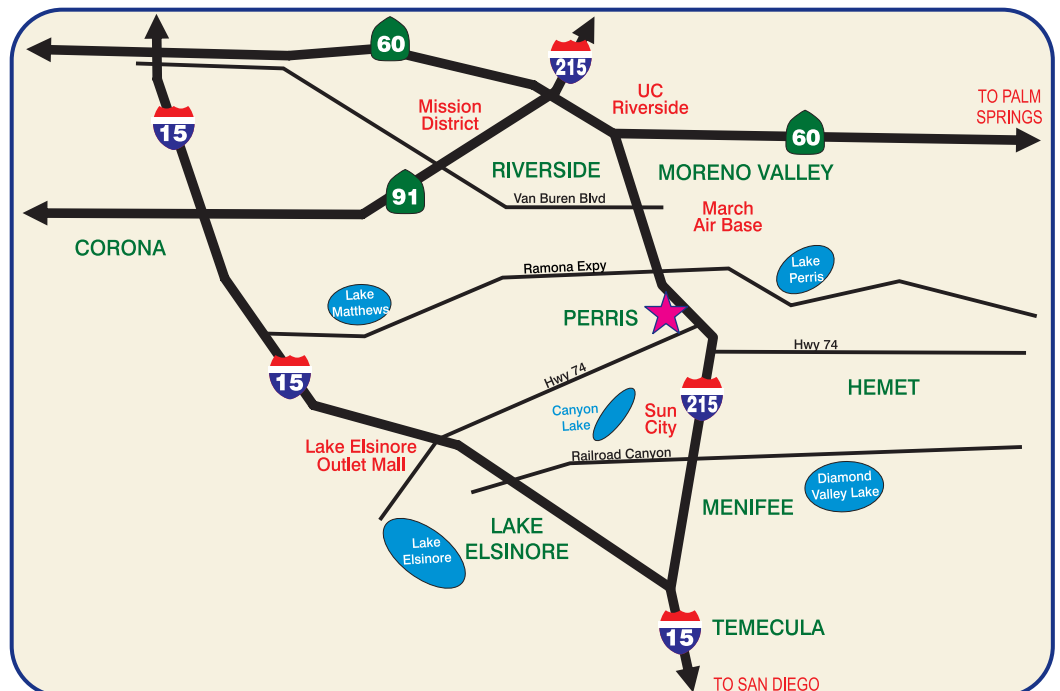 60
215
UC
Riverside
Mission
District
TO PALM
SPRINGS
15
60
RIVERSIDE
MORENO VALLEY
91
Van Buren Blvd
March
Air Base
CORONA
Ramona Expy
Lake
Perris
Lake
Matthews
PERRIS
Hwy 74
Hwy 74
15
HEMET
215
Canyon
Lake
Sun
City
Lake Elsinore
Outlet Mall
Railroad Canyon
Diamond
Valley Lake
MENIFEE
LAKE
ELSINORE
Lake
Elsinore
15
TEMECULA
TO SAN DIEGO